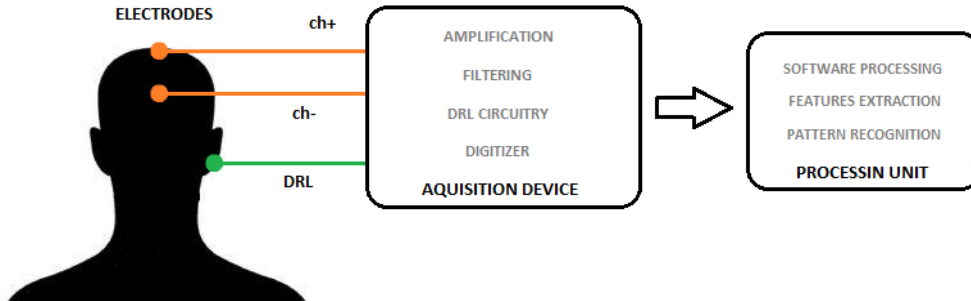 ELECTRODES
ch+
ch-
DRL
AMPLIFICATION
FILTERING
DRL CIRCUITRY
DIGITIZER
AQUISITION DEVICE
SOFTWARE PROCESSING
FEATURES EXTRACTION
PATTERN RECOGNITION
PROCESSIN UNIT